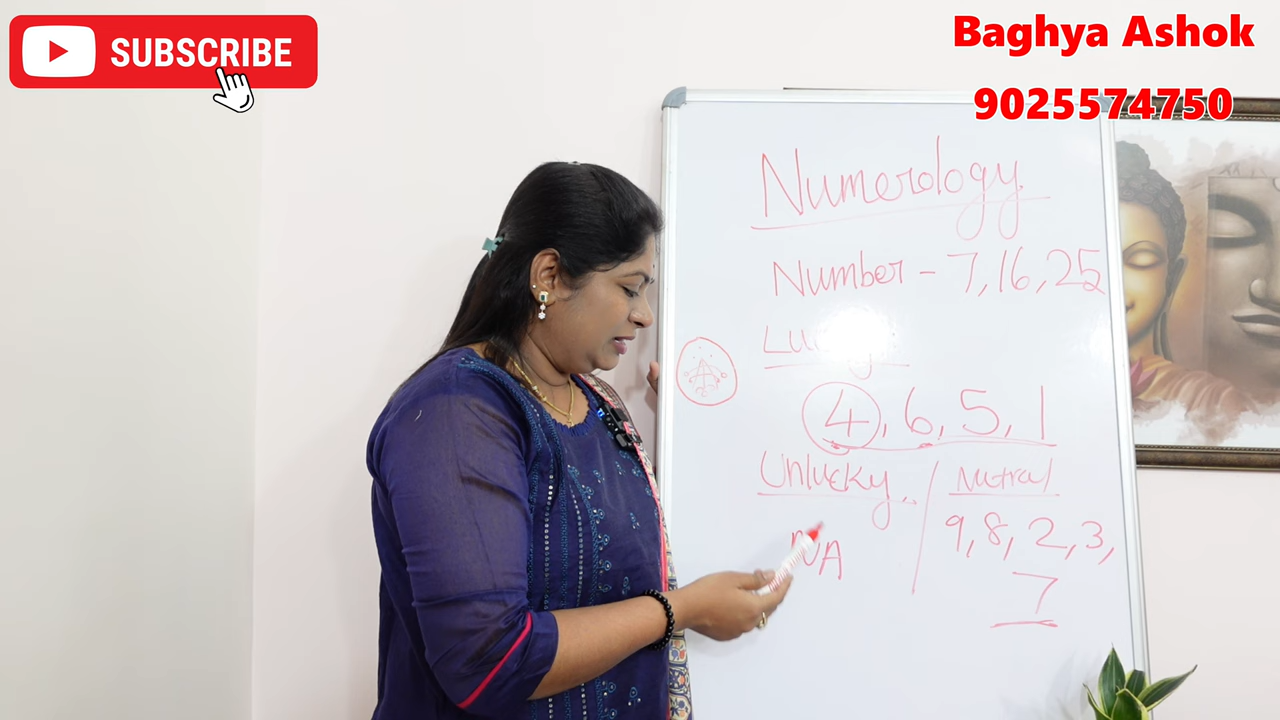 SUBSCRIBE
Baghya Ashok
9025574750
Numerology
Number - 7, 16, 25
4, 6, 5, 1
Unlucky / Nutral
9, 8, 2, 3,
N/A
7